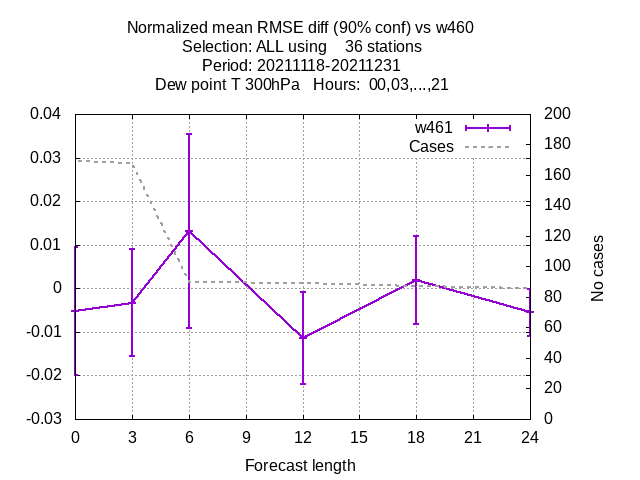 Normalized mean RMSE diff (90% conf) vs w460
Selection: ALL using    36 stations
Period: 20211118-20211231
Dew point T 300hPa   Hours:  00,03,...,21
w461
Cases
0.04
0.03
0.02
0.01
0
-0.01
-0.02
-0.03
200
180
160
140
120
100
80
60
40
20
0
No cases
0 3 6 9 12 15 18 21 24
Forecast length